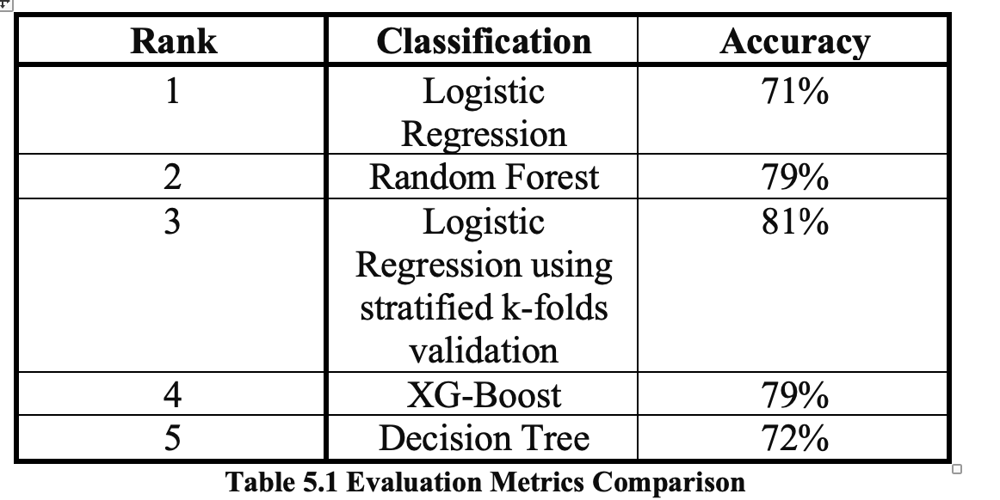 Rank Classification Accuracy
1 Logistic 71%
Regression
2 Random Forest 79%
3 Logistic 81%
Regression using
stratified k-folds
validation
4 XG-Boost 79%
5 Decision Tree 72%
Table 5.1 Evaluation Metrics Comparison